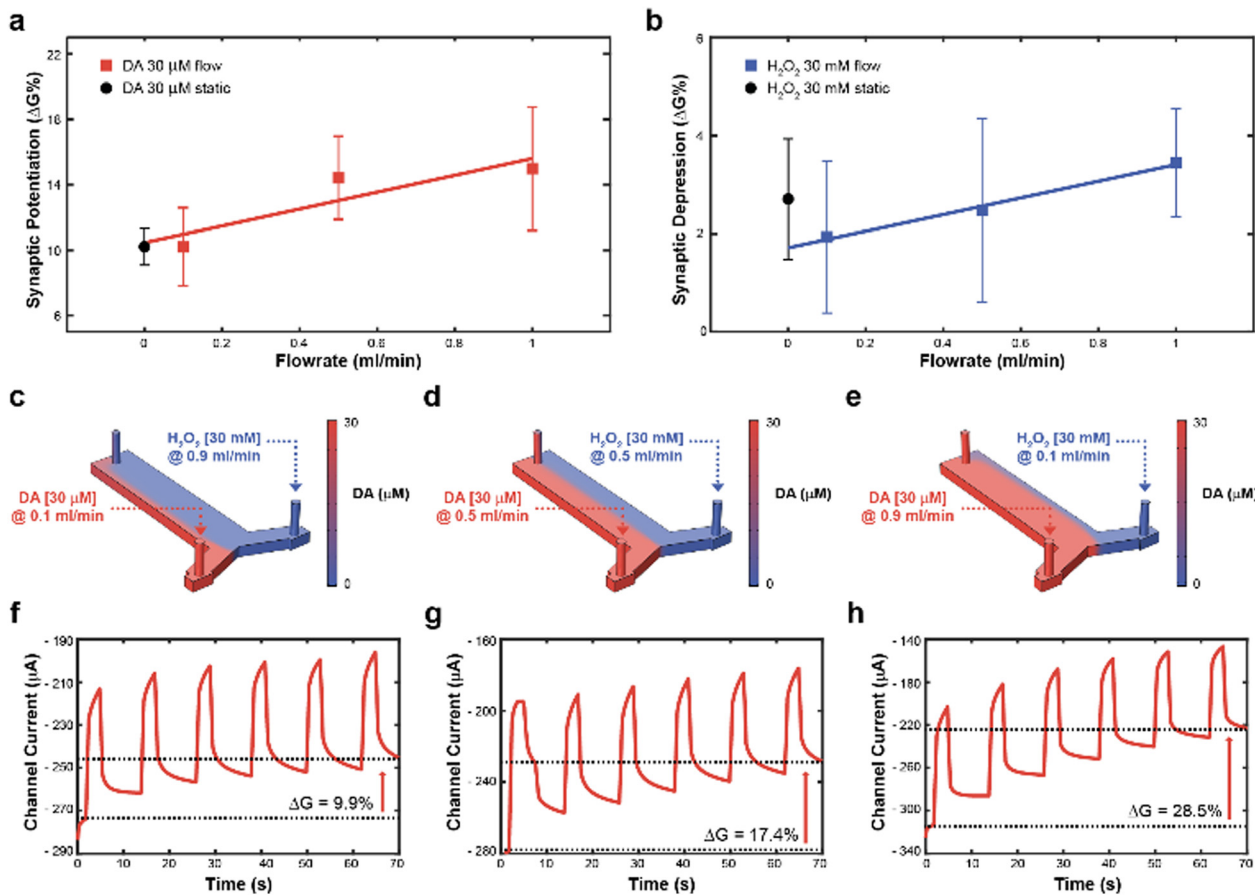 a
Synaptic Potentiation (ΔG%)
22
18
14
10
6
DA 30 μM flow
DA 30 μM static
0
0.2
0.4
0.6
0.8
1
Flowrate (ml/min)
b
Synaptic Depression (ΔG%)
6
4
2
0
H₂O₂ 30 mM flow
H₂O₂ 30 mM static
0
0.2
0.4
0.6
0.8
1
Flowrate (ml/min)
c
H₂O₂ [30 mM]
@ 0.9 ml/min
DA [30 μM]
@ 0.1 ml/min
30
DA (μM)
0
d
H₂O₂ [30 mM]
@ 0.5 ml/min
DA [30 μM]
@ 0.5 ml/min
30
DA (μM)
0
e
H₂O₂ [30 mM]
@ 0.1 ml/min
DA [30 μM]
@ 0.9 ml/min
30
DA (μM)
0
f
Channel Current (μA)
- 190
- 210
- 230
- 250
- 270
- 290
ΔG = 9.9%
0
10
20
30
40
50
60
70
Time (s)
g
Channel Current (μA)
- 160
- 200
- 240
- 280
ΔG = 17.4%
0
10
20
30
40
50
60
70
Time (s)
h
Channel Current (μA)
- 140
- 180
- 220
- 260
- 300
- 340
ΔG = 28.5%
0
10
20
30
40
50
60
70
Time (s)